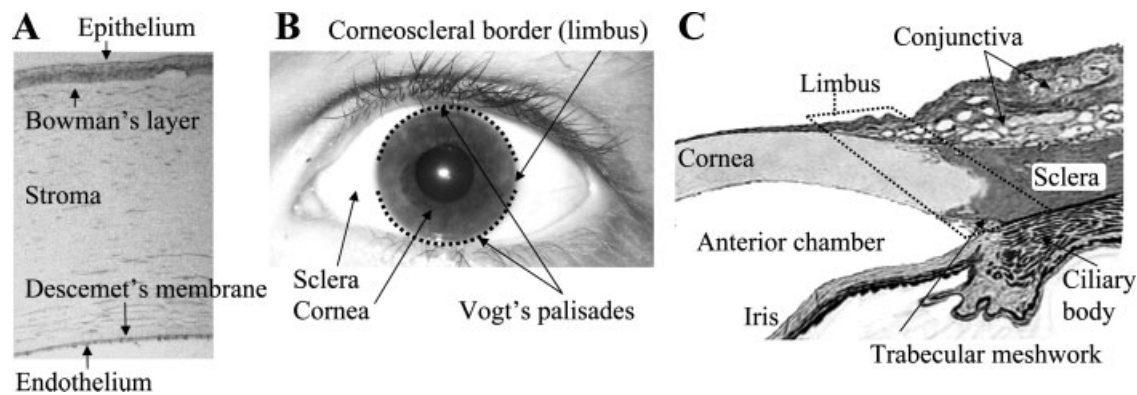 A
Epithelium
Bowman's layer
Stroma
Descemet's membrane
Endothelium
B
Corneoscleral border (limbus)
Sclera
Cornea
Vogt's palisades
C
Conjunctiva
Limbus
Cornea
Sclera
Anterior chamber
Iris
Ciliary
body
Trabecular meshwork